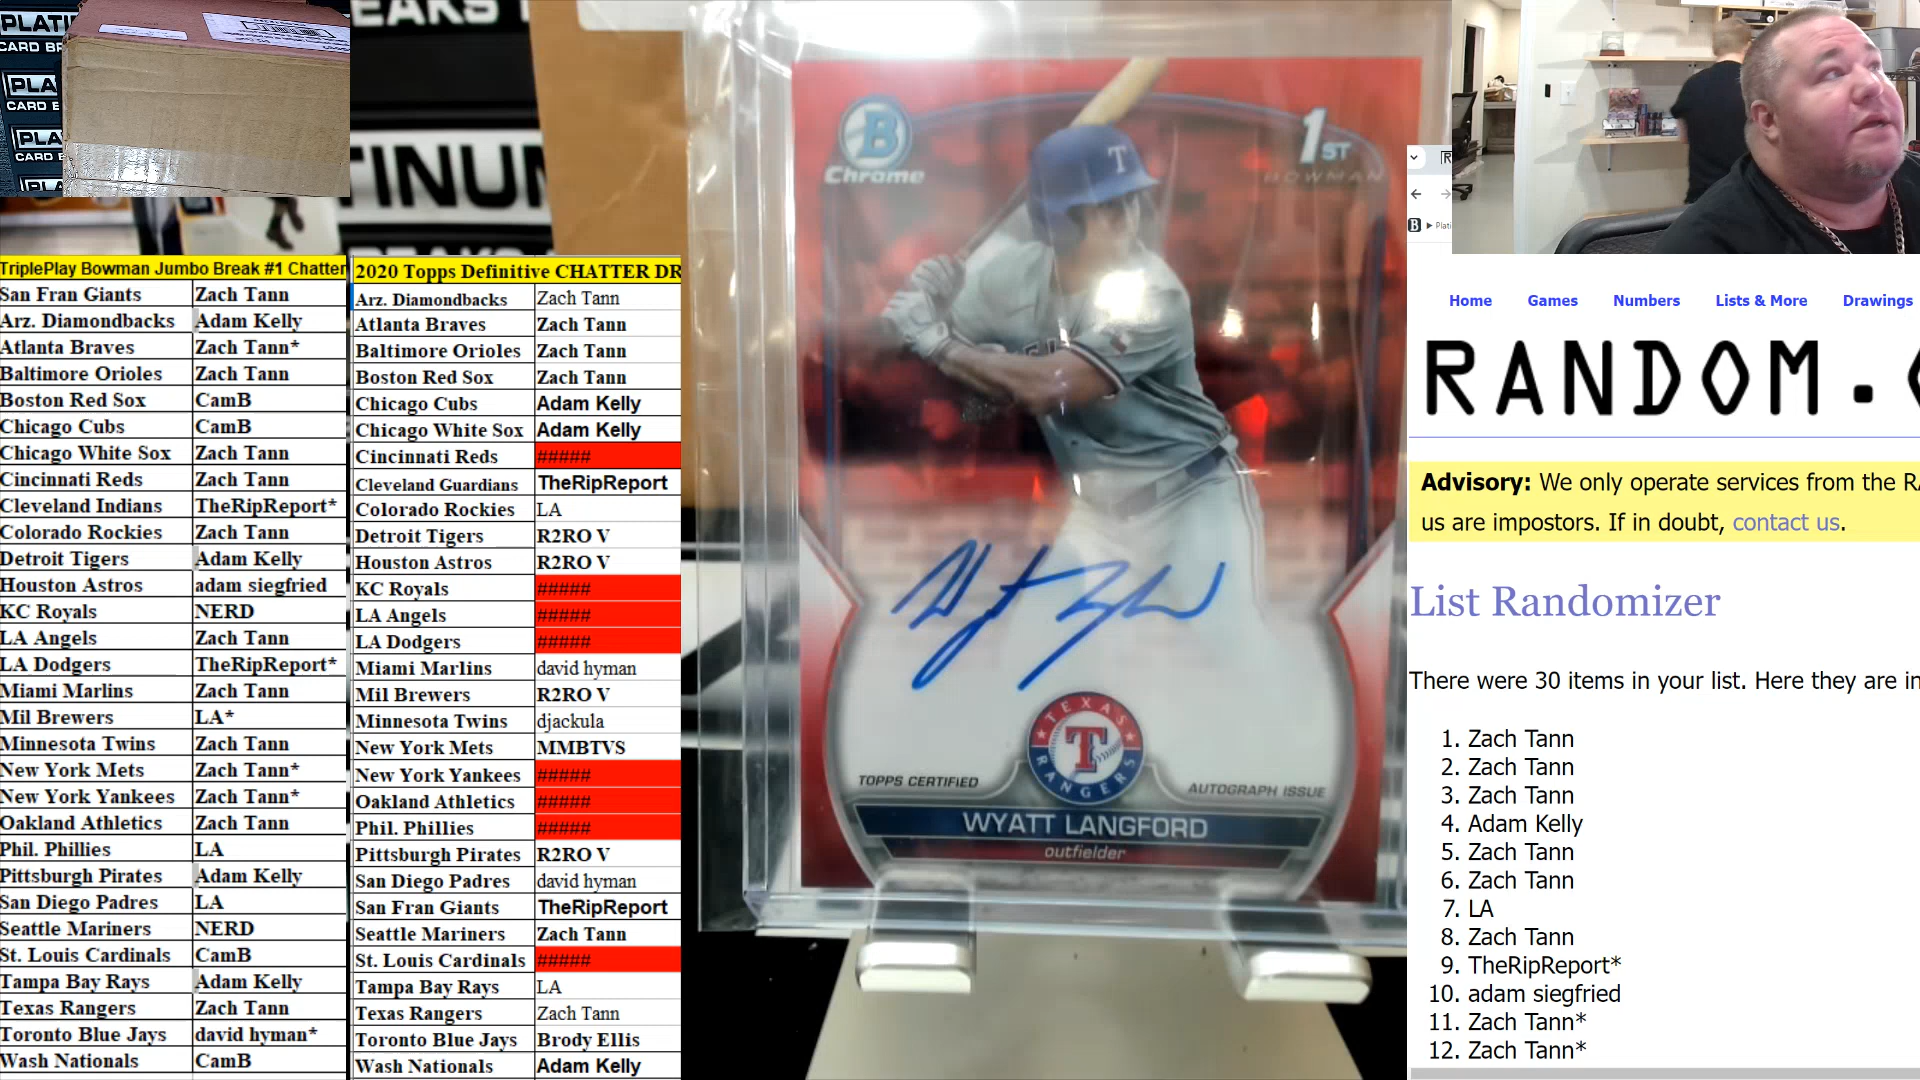 PLATI
CARD BR
PLA
CARD E
PLA
CARD
PLA
EAKS
TINUM
TriplePlay Bowman Jumbo Break #1 Chatter
San Fran Giants Zach Tann
Arz. Diamondbacks Adam Kelly
Atlanta Braves Zach Tann*
Baltimore Orioles Zach Tann
Boston Red Sox CamB
Chicago Cubs CamB
Chicago White Sox Zach Tann
Cincinnati Reds Zach Tann
Cleveland Indians TheRipReport*
Colorado Rockies Zach Tann
Detroit Tigers Adam Kelly
Houston Astros adam siegfried
KC Royals NERD
LA Angels Zach Tann
LA Dodgers TheRipReport*
Miami Marlins Zach Tann
Mil Brewers LA*
Minnesota Twins Zach Tann
New York Mets Zach Tann*
New York Yankees Zach Tann*
Oakland Athletics Zach Tann
Phil. Phillies LA
Pittsburgh Pirates Adam Kelly
San Diego Padres LA
Seattle Mariners NERD
St. Louis Cardinals CamB
Tampa Bay Rays Adam Kelly
Texas Rangers Zach Tann
Toronto Blue Jays david hyman*
Wash Nationals CamB
2020 Topps Definitive CHATTER DR
Arz. Diamondbacks Zach Tann
Atlanta Braves Zach Tann
Baltimore Orioles Zach Tann
Boston Red Sox Zach Tann
Chicago Cubs Adam Kelly
Chicago White Sox Adam Kelly
Cincinnati Reds #####
Cleveland Guardians TheRipReport
Colorado Rockies LA
Detroit Tigers R2RO V
Houston Astros R2RO V
KC Royals #####
LA Angels #####
LA Dodgers #####
Miami Marlins david hyman
Mil Brewers R2RO V
Minnesota Twins djackula
New York Mets MMBTVS
New York Yankees #####
Oakland Athletics #####
Phil. Phillies #####
Pittsburgh Pirates R2RO V
San Diego Padres david hyman
San Fran Giants TheRipReport
Seattle Mariners Zach Tann
St. Louis Cardinals #####
Tampa Bay Rays LA
Texas Rangers Zach Tann
Toronto Blue Jays Brody Ellis
Wash Nationals Adam Kelly
B
Chrome
1ST
BOWMAN
T
TEXAS
T
RANGERS
TOPPS CERTIFIED
AUTOGRAPH ISSUE
WYATT LANGFORD
outfielder
Plati
Home Games Numbers Lists & More Drawings
RANDOM.
Advisory: We only operate services from the RA
us are impostors. If in doubt, contact us.
List Randomizer
There were 30 items in your list. Here they are in
1. Zach Tann
2. Zach Tann
3. Zach Tann
4. Adam Kelly
5. Zach Tann
6. Zach Tann
7. LA
8. Zach Tann
9. TheRipReport*
10. adam siegfried
11. Zach Tann*
12. Zach Tann*